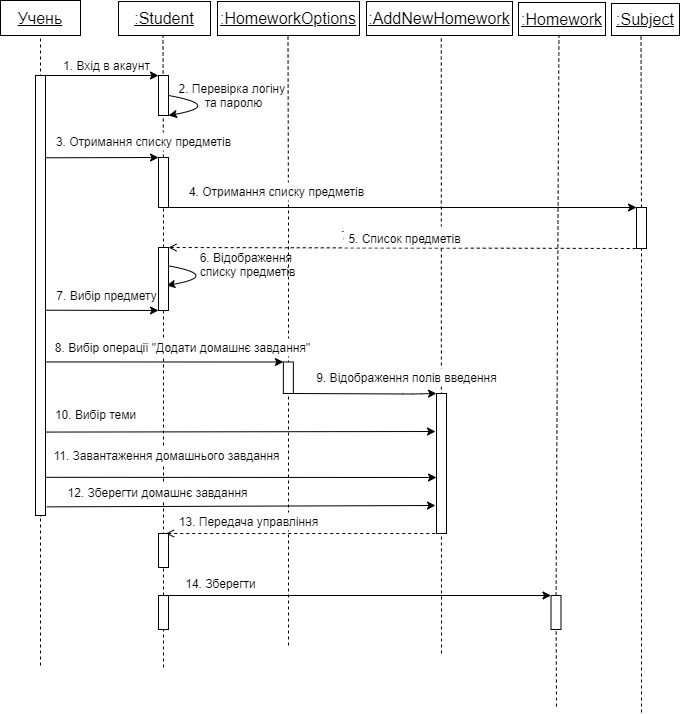 Учень
:Student
:HomeworkOptions
:AddNewHomework
:Homework
:Subject
1. Вхід в акаунт
2. Перевірка логіну
та паролю
3. Отримання списку предметів
4. Отримання списку предметів
5. Список предметів
6. Відображення
списку предметів
7. Вибір предмету
8. Вибір операції "Додати домашнє завдання"
9. Відображення полів введення
10. Вибір теми
11. Завантаження домашнього завдання
12. Зберегти домашнє завдання
13. Передача управління
14. Зберегти